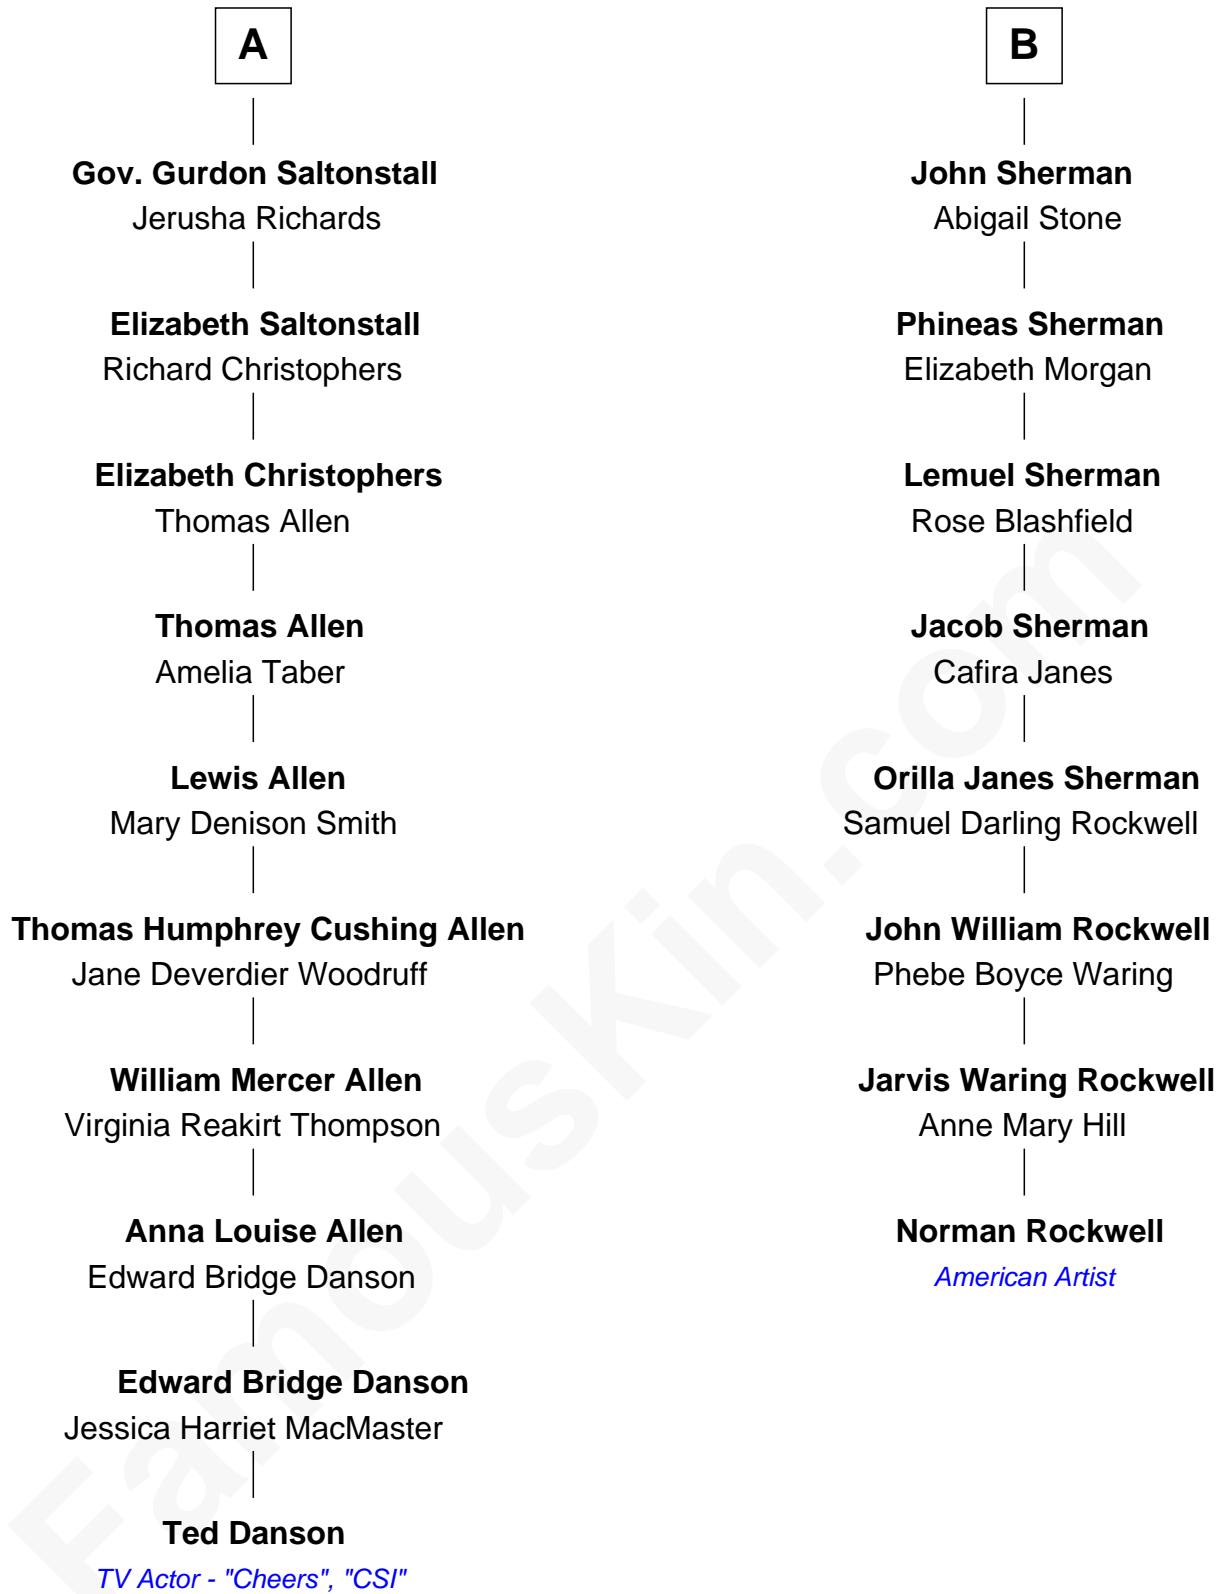 A
Gov. Gurdon Saltonstall
Jerusha Richards
Elizabeth Saltonstall
Richard Christophers
Elizabeth Christophers
Thomas Allen
Thomas Allen
Amelia Taber
Lewis Allen
Mary Denison Smith
Thomas Humphrey Cushing Allen
Jane Deverdier Woodruff
William Mercer Allen
Virginia Reakirt Thompson
Anna Louise Allen
Edward Bridge Danson
Edward Bridge Danson
Jessica Harriet MacMaster
Ted Danson
TV Actor - "Cheers", "CSI"
B
John Sherman
Abigail Stone
Phineas Sherman
Elizabeth Morgan
Lemuel Sherman
Rose Blashfield
Jacob Sherman
Cafira Janes
Orilla Janes Sherman
Samuel Darling Rockwell
John William Rockwell
Phebe Boyce Waring
Jarvis Waring Rockwell
Anne Mary Hill
Norman Rockwell
American Artist
FamousKin.com